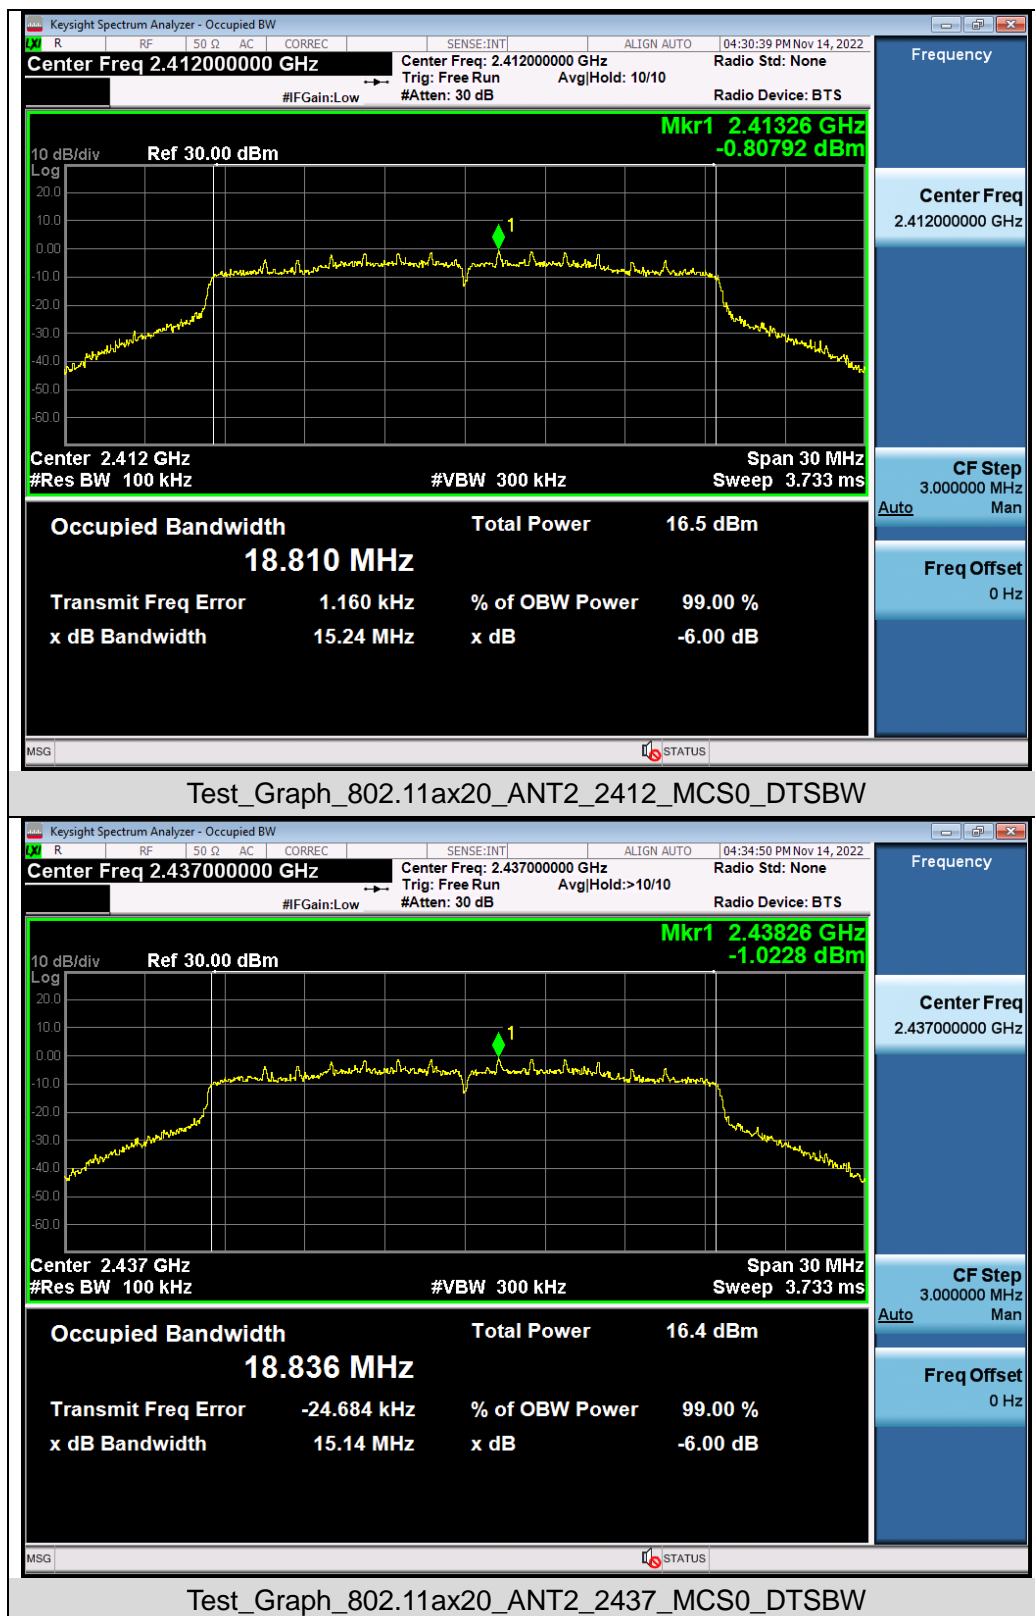 Keysight Spectrum Analyzer - Occupied BW
LXI R RF 50 Ω AC CORREC SENSE:INT ALIGN AUTO 04:30:39 PM Nov 14, 2022
Center Freq 2.412000000 GHz
Center Freq: 2.412000000 GHz
Radio Std: None
Trig: Free Run Avg|Hold: 10/10
#IFGain:Low #Atten: 30 dB
Radio Device: BTS
Frequency
Mkr1 2.41326 GHz
-0.80792 dBm
10 dB/div Ref 30.00 dBm
Log
20.0
10.0
0.00
-10.0
-20.0
-30.0
-40.0
-50.0
-60.0
1
Center 2.412 GHz Span 30 MHz
#Res BW 100 kHz #VBW 300 kHz Sweep 3.733 ms
Center Freq
2.412000000 GHz
CF Step
3.000000 MHz
Auto Man
Freq Offset
0 Hz
Occupied Bandwidth Total Power 16.5 dBm
18.810 MHz
Transmit Freq Error 1.160 kHz % of OBW Power 99.00 %
x dB Bandwidth 15.24 MHz x dB -6.00 dB
MSG STATUS
Test_Graph_802.11ax20_ANT2_2412_MCS0_DTSBW
Keysight Spectrum Analyzer - Occupied BW
LXI R RF 50 Ω AC CORREC SENSE:INT ALIGN AUTO 04:34:50 PM Nov 14, 2022
Center Freq 2.437000000 GHz
Center Freq: 2.437000000 GHz
Radio Std: None
Trig: Free Run Avg|Hold:>10/10
#IFGain:Low #Atten: 30 dB
Radio Device: BTS
Frequency
Mkr1 2.43826 GHz
-1.0228 dBm
10 dB/div Ref 30.00 dBm
Log
20.0
10.0
0.00
-10.0
-20.0
-30.0
-40.0
-50.0
-60.0
1
Center 2.437 GHz Span 30 MHz
#Res BW 100 kHz #VBW 300 kHz Sweep 3.733 ms
Center Freq
2.437000000 GHz
CF Step
3.000000 MHz
Auto Man
Freq Offset
0 Hz
Occupied Bandwidth Total Power 16.4 dBm
18.836 MHz
Transmit Freq Error -24.684 kHz % of OBW Power 99.00 %
x dB Bandwidth 15.14 MHz x dB -6.00 dB
MSG STATUS
Test_Graph_802.11ax20_ANT2_2437_MCS0_DTSBW